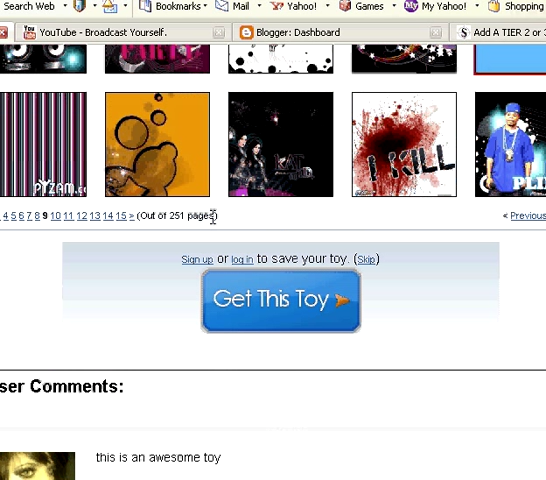 Search Web Bookmarks Mail Yahoo! Games My Yahoo! Shopping
YouTube - Broadcast Yourself. Blogger: Dashboard Add A TIER 2 or 3
PYZAM.c
I KILL
PLI
4 5 6 7 8 9 10 11 12 13 14 15 > (Out of 251 pages) < Previous
Sign up or log in to save your toy. (Skip)
Get This Toy
ser Comments:
this is an awesome toy